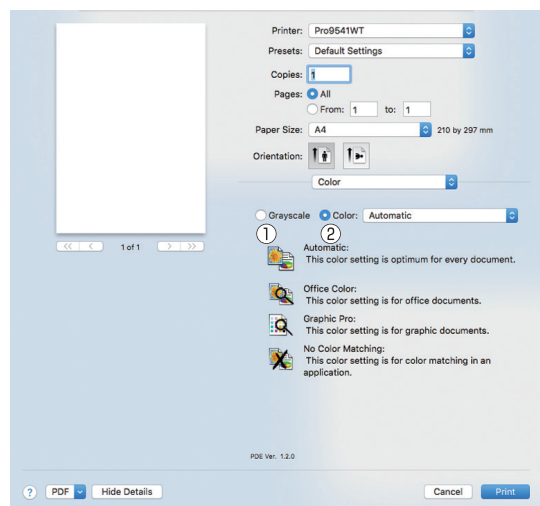 Printer: Pro9541WT
Presets: Default Settings
Copies: 1
Pages: All
From: 1 to: 1
Paper Size: A4 210 by 297 mm
Orientation:
Color
Grayscale Color: Automatic
① ②
<< < 1 of 1 > >>
Automatic:
This color setting is optimum for every document.
Office Color:
This color setting is for office documents.
Graphic Pro:
This color setting is for graphic documents.
No Color Matching:
This color setting is for color matching in an
application.
PDE Ver. 1.2.0
? PDF Hide Details Cancel Print